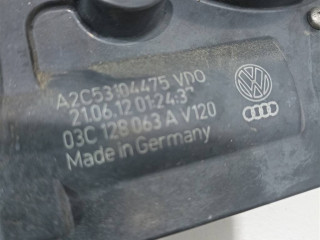 A2C53104475 VDO
21.06.12 01:24:3
03C 128 063 A V120
Made in Germany